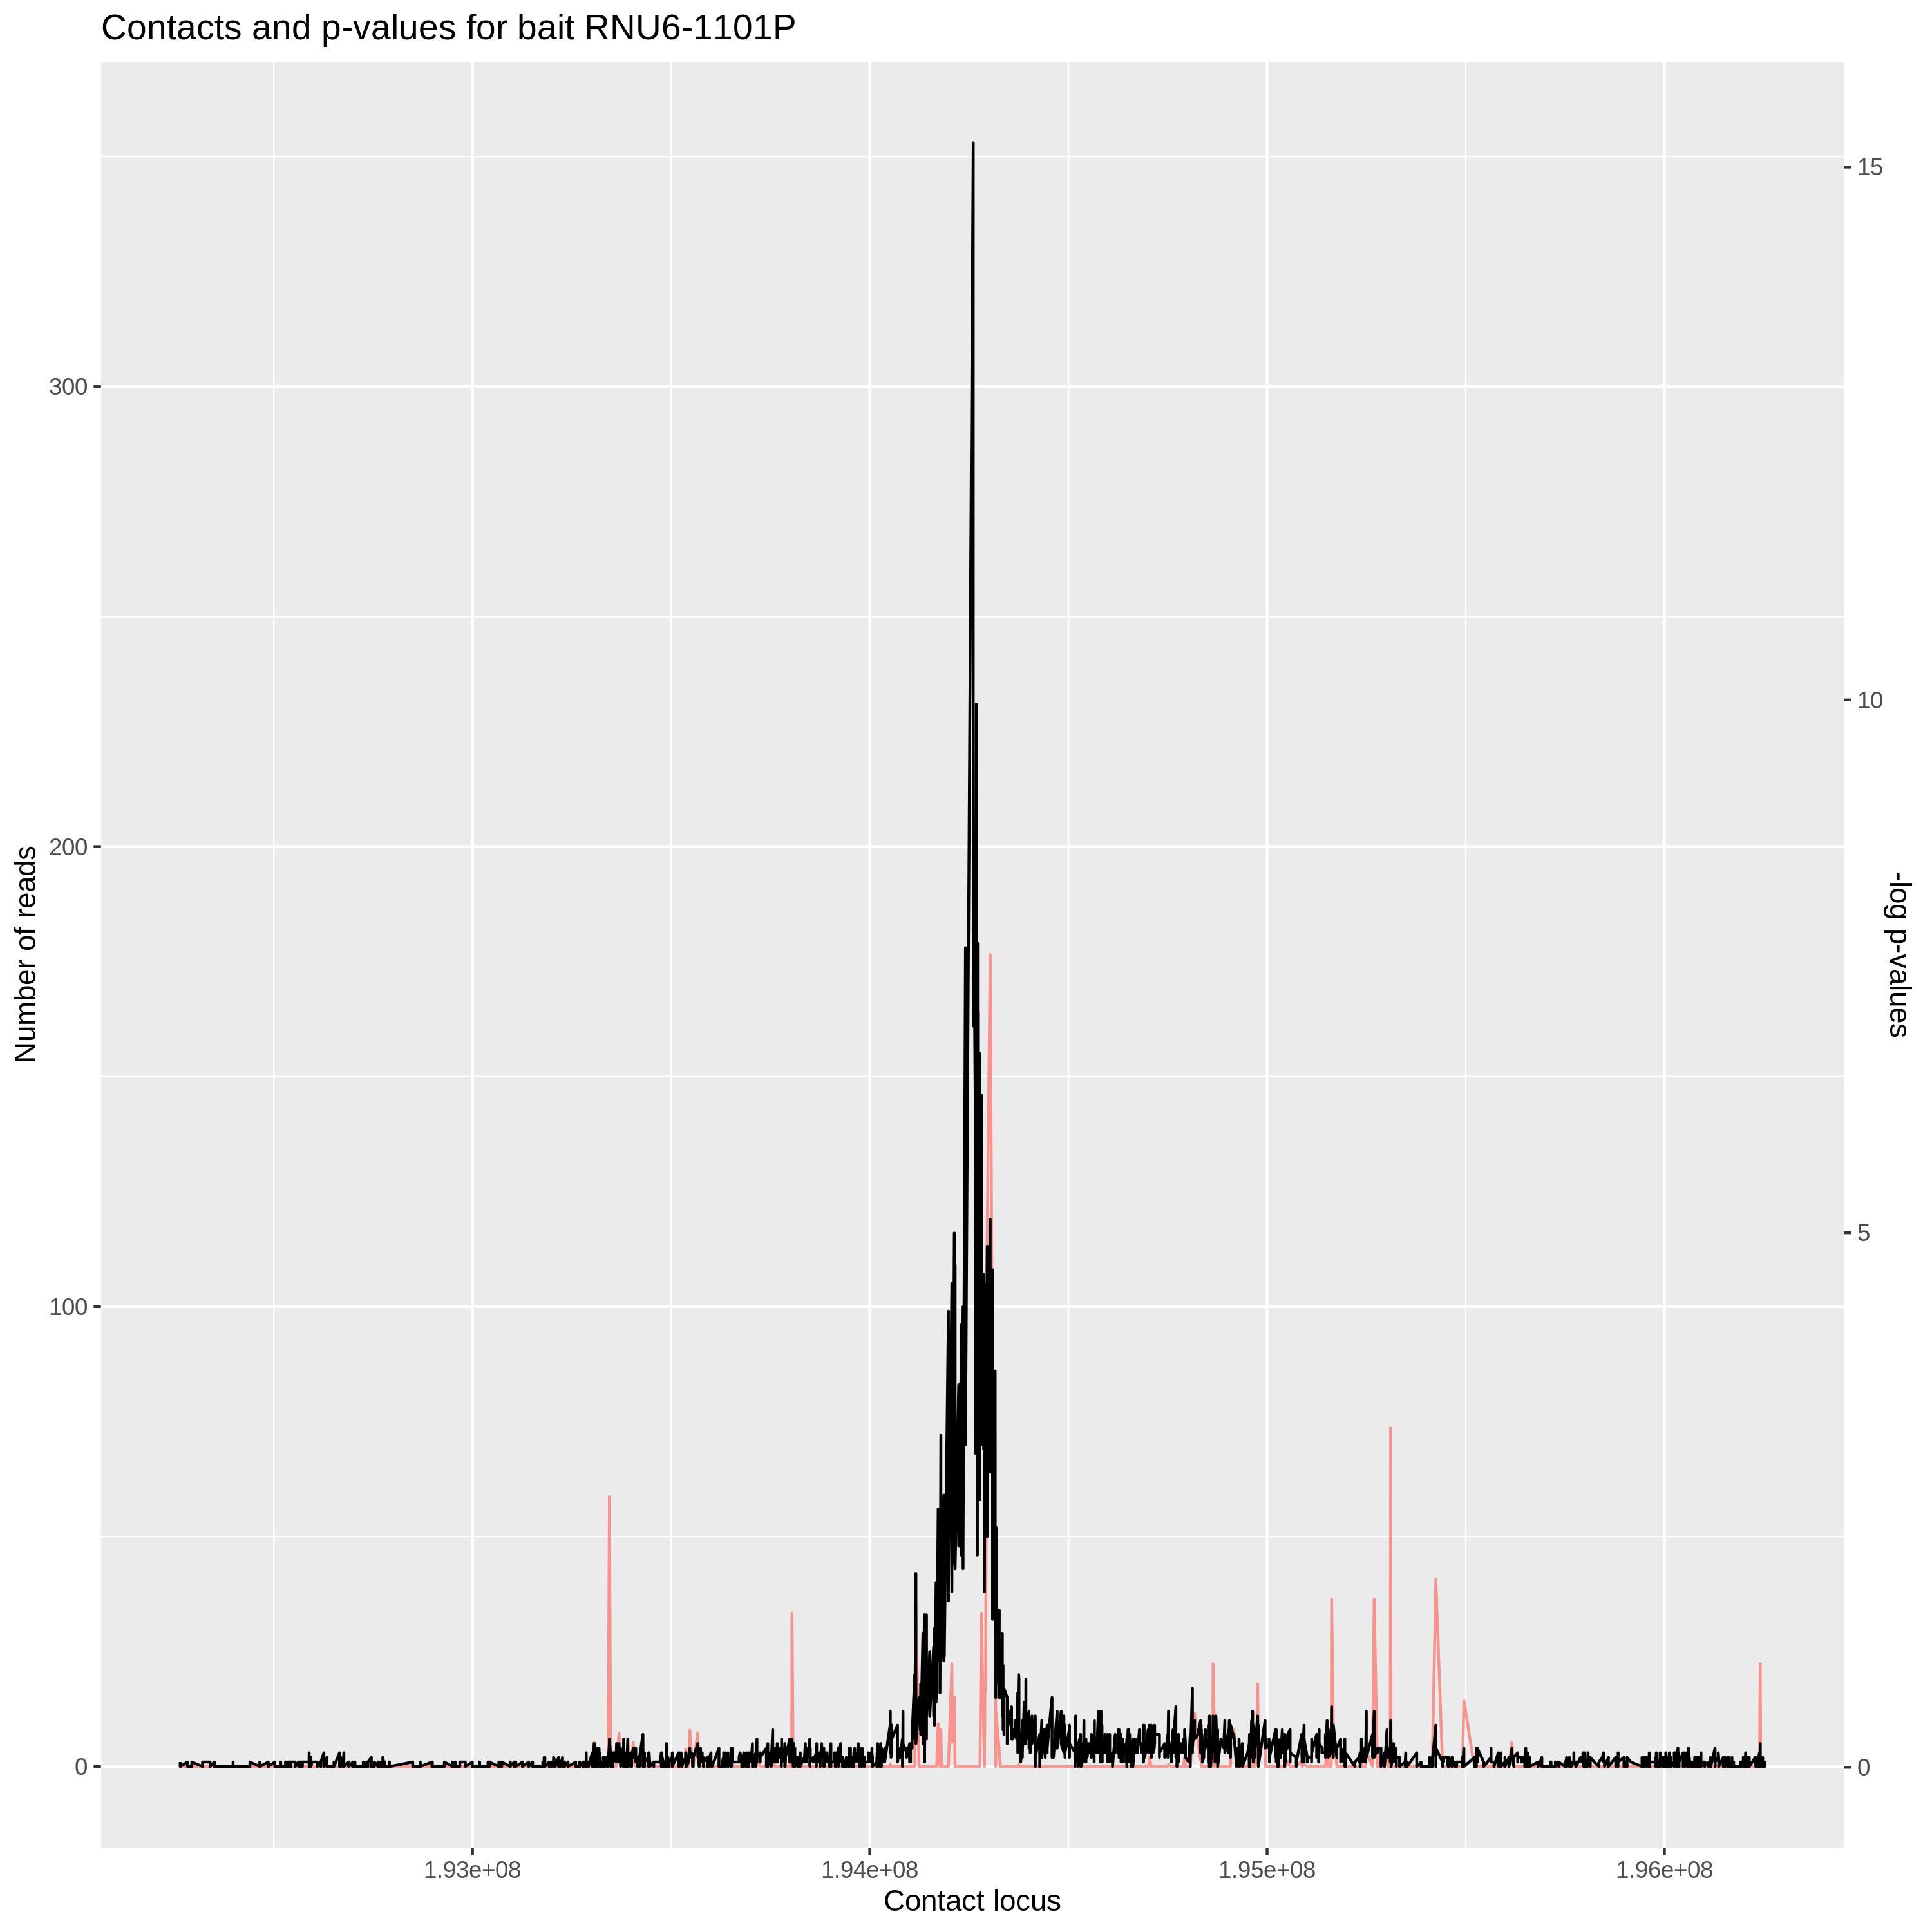 Contacts and p-values for bait RNU6-1101P
Number of reads
300
200
100
0
15
10
5
0
-log p-values
1.93e+08
1.94e+08
1.95e+08
1.96e+08
Contact locus